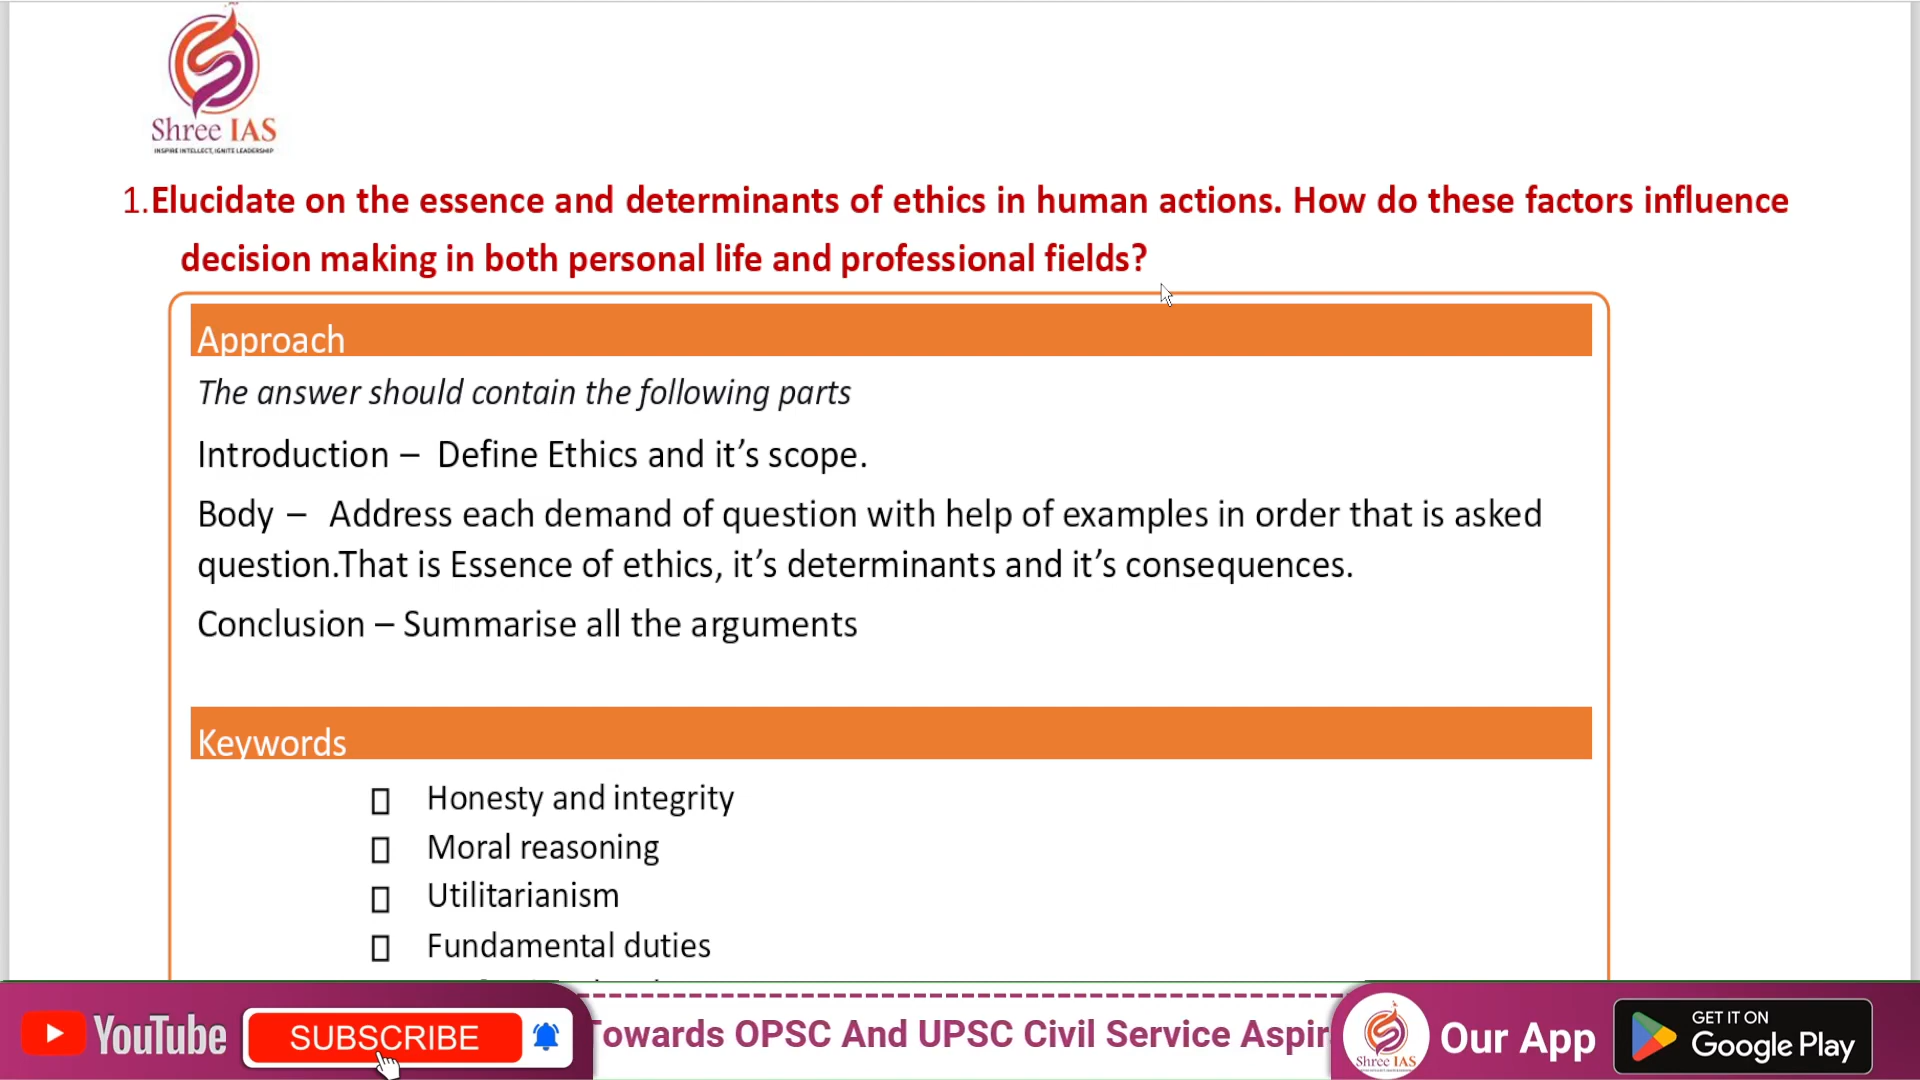 Shree IAS
INSPIRE INTELLECT, IGNITE LEADERSHIP
1.Elucidate on the essence and determinants of ethics in human actions. How do these factors influence
decision making in both personal life and professional fields?
Approach
The answer should contain the following parts
Introduction – Define Ethics and it’s scope.
Body – Address each demand of question with help of examples in order that is asked
question.That is Essence of ethics, it’s determinants and it’s consequences.
Conclusion – Summarise all the arguments
Keywords
Honesty and integrity
Moral reasoning
Utilitarianism
Fundamental duties
YouTube
SUBSCRIBE
Towards OPSC And UPSC Civil Service Aspir
Shree IAS
Our App
GET IT ON
Google Play